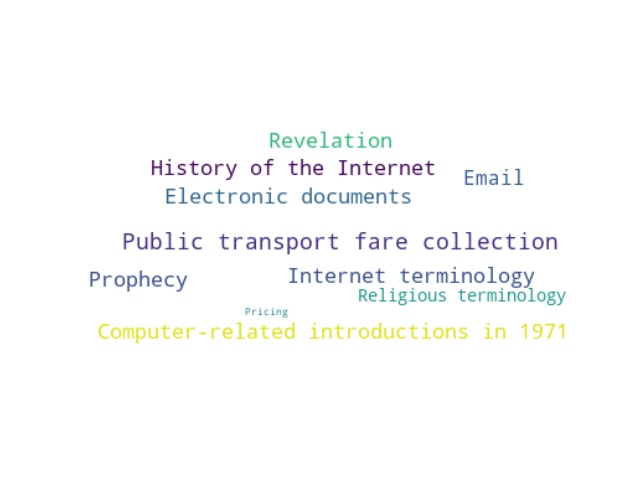 Revelation
History of the Internet
Email
Electronic documents
Public transport fare collection
Prophecy
Internet terminology
Religious terminology
Pricing
Computer-related introductions in 1971